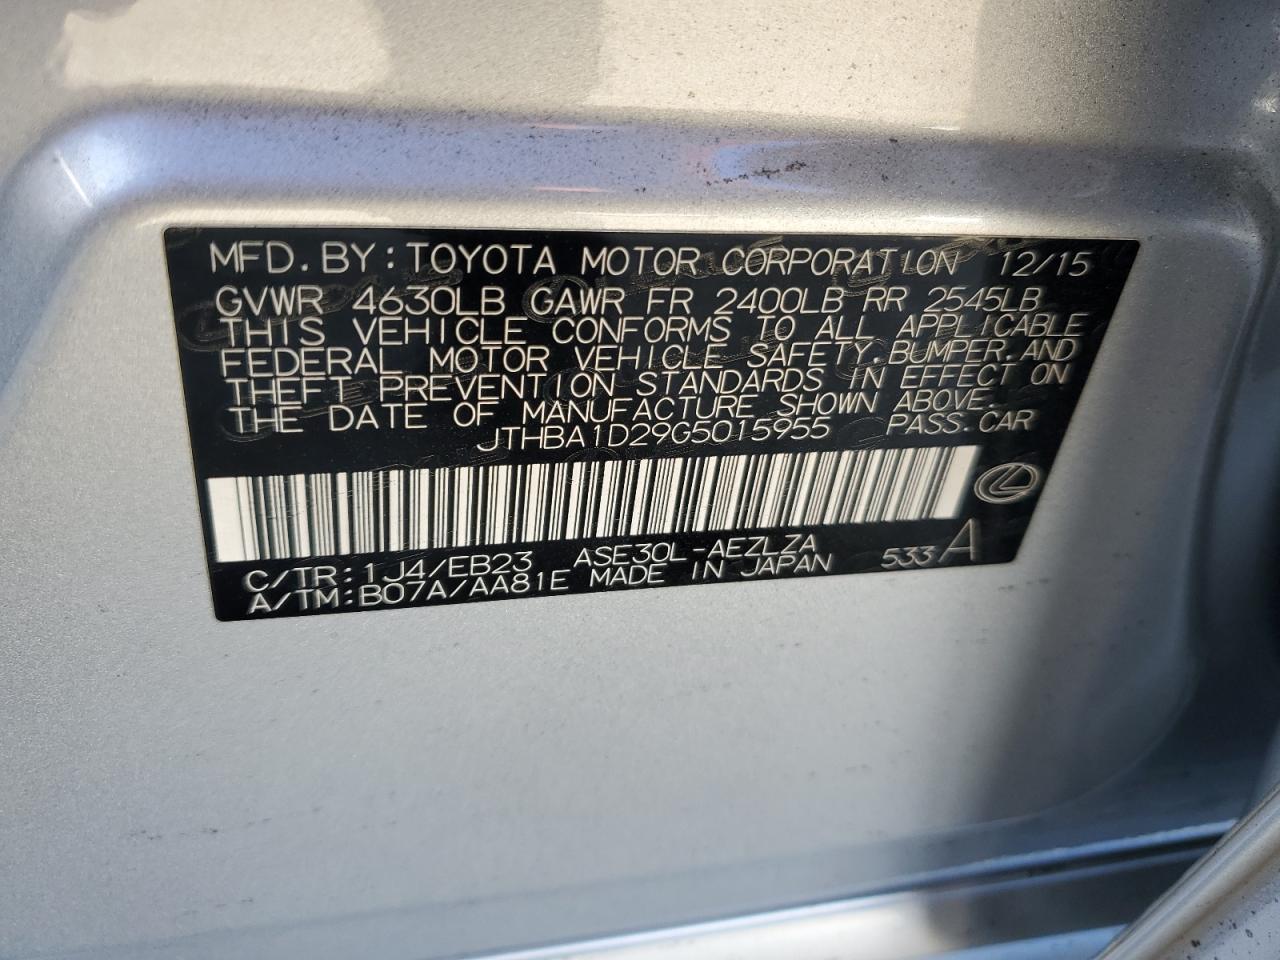 MFD. BY: TOYOTA MOTOR CORPORATION 12/15
GVWR 4630LB GAWR FR 2400LB RR 2545LB
THIS VEHICLE CONFORMS TO ALL APPLICABLE
FEDERAL MOTOR VEHICLE SAFETY, BUMPER, AND
THEFT PREVENTION STANDARDS IN EFFECT ON
THE DATE OF MANUFACTURE SHOWN ABOVE.
JTHBA1D29G5015955 PASS. CAR
C/TR: 1J4/EB23 ASE30L-AEZLZA 533 A
A/TM: B07A/AA81E MADE IN JAPAN